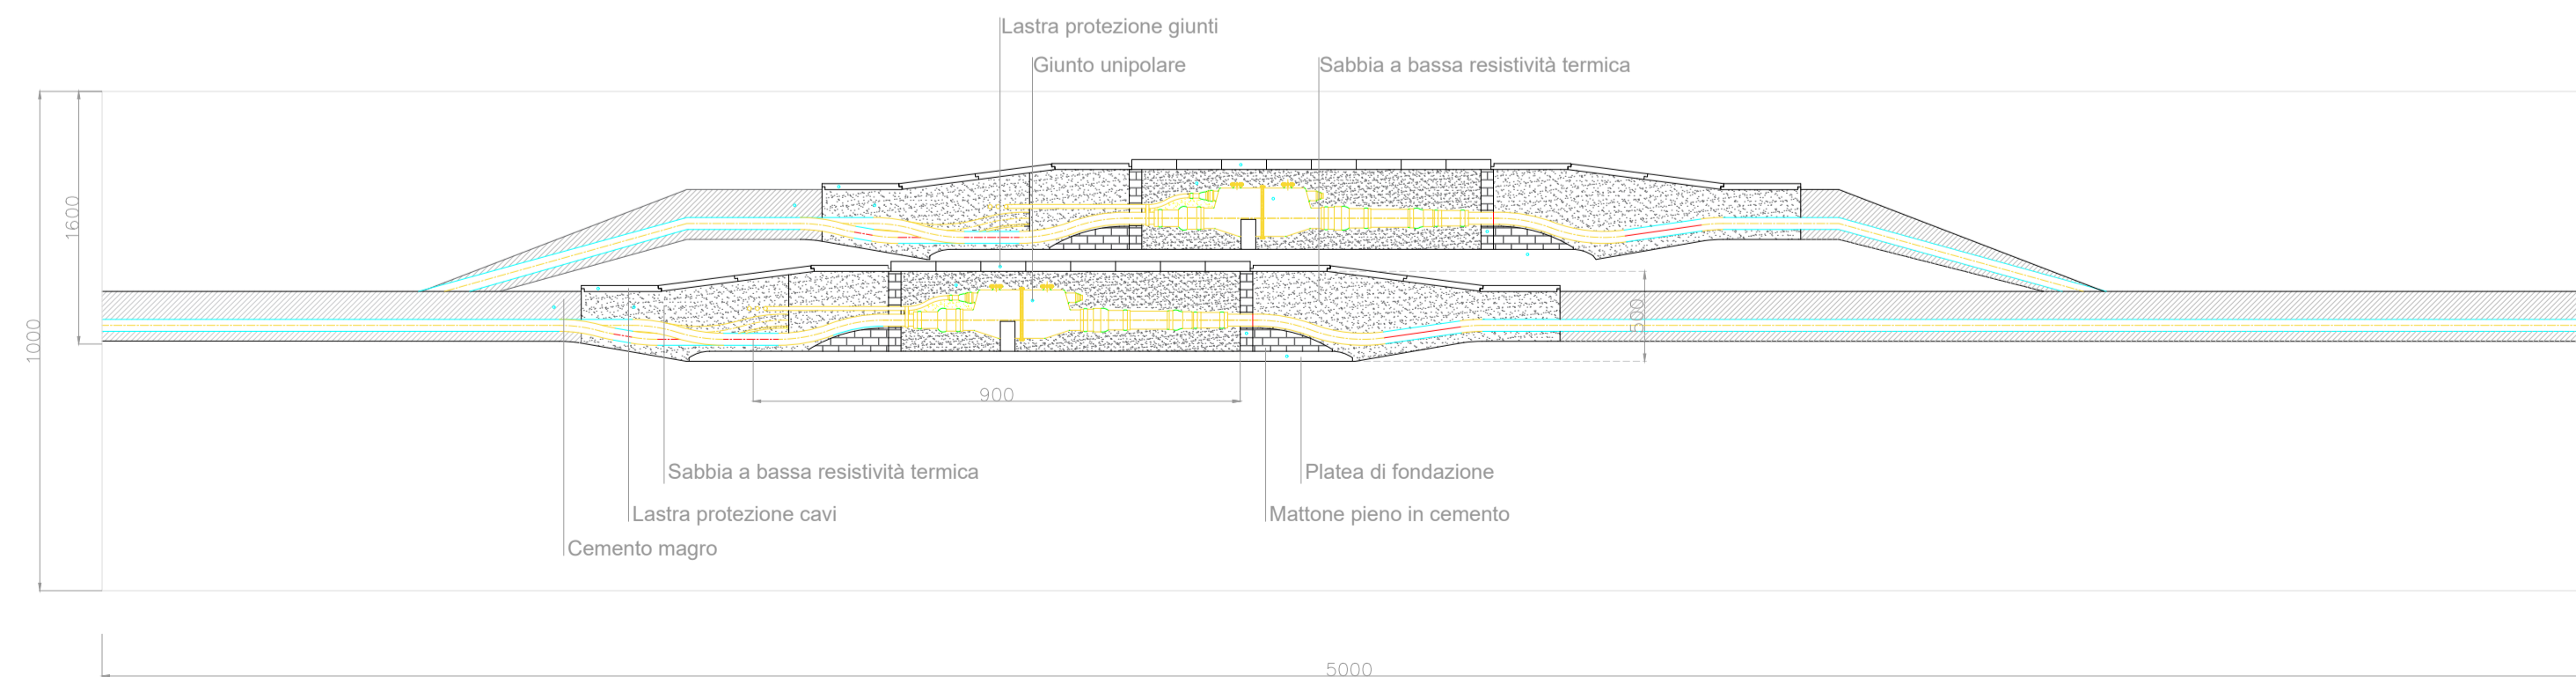 Lastra protezione giunti
Giunto unipolare
Sabbia a bassa resistività termica
1600
1000
500
900
Sabbia a bassa resistività termica
Platea di fondazione
Lastra protezione cavi
Mattone pieno in cemento
Cemento magro
5000